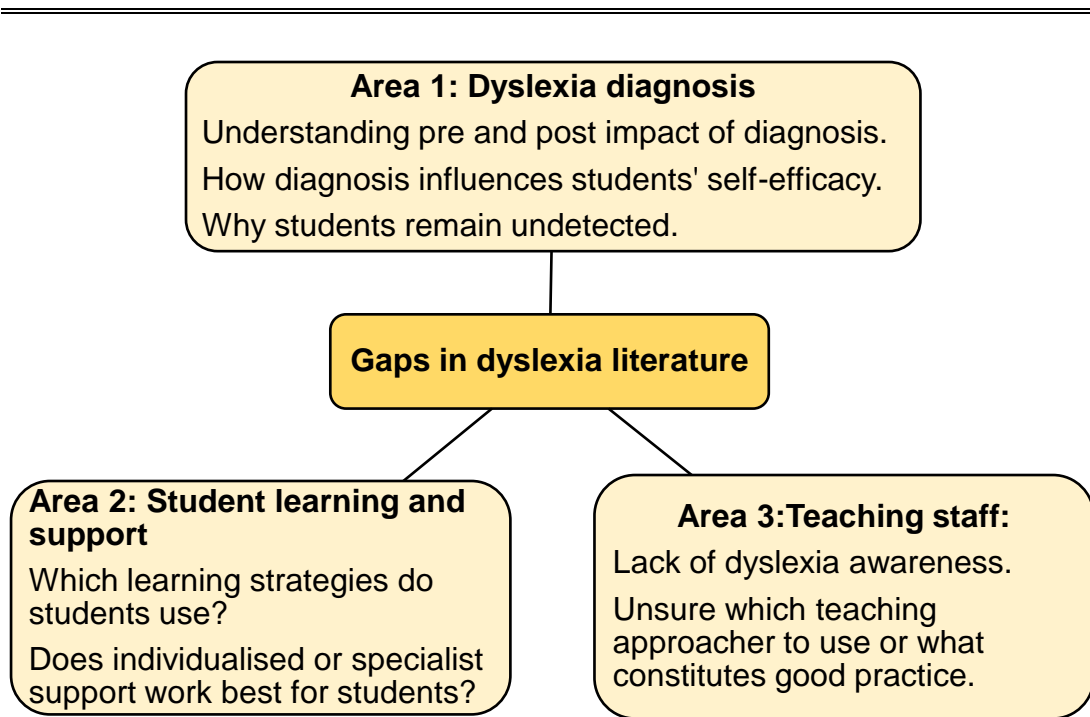 Area 1: Dyslexia diagnosis
Understanding pre and post impact of diagnosis.
How diagnosis influences students' self-efficacy.
Why students remain undetected.
Gaps in dyslexia literature
Area 2: Student learning and
support
Which learning strategies do
students use?
Does individualised or specialist
support work best for students?
Area 3:Teaching staff:
Lack of dyslexia awareness.
Unsure which teaching
approacher to use or what
constitutes good practice.